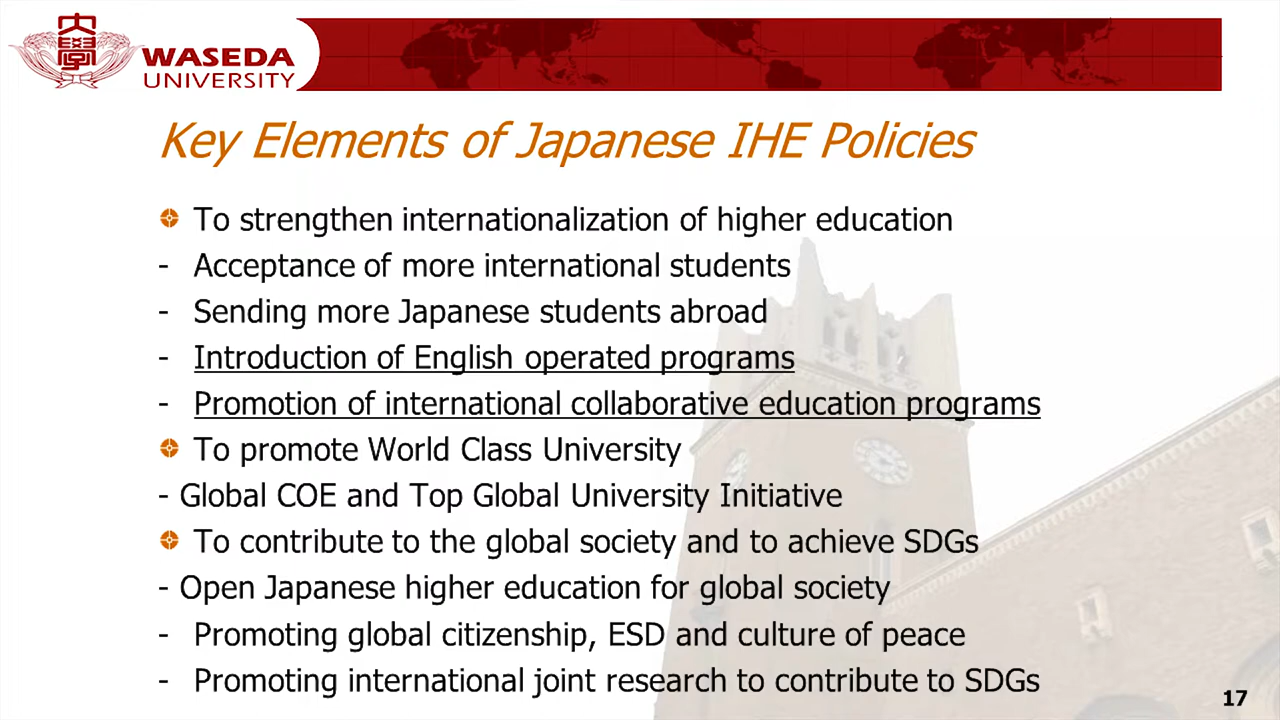 大
學
WASEDA
UNIVERSITY
Key Elements of Japanese IHE Policies
To strengthen internationalization of higher education
- Acceptance of more international students
- Sending more Japanese students abroad
- Introduction of English operated programs
- Promotion of international collaborative education programs
To promote World Class University
- Global COE and Top Global University Initiative
To contribute to the global society and to achieve SDGs
- Open Japanese higher education for global society
- Promoting global citizenship, ESD and culture of peace
- Promoting international joint research to contribute to SDGs
17